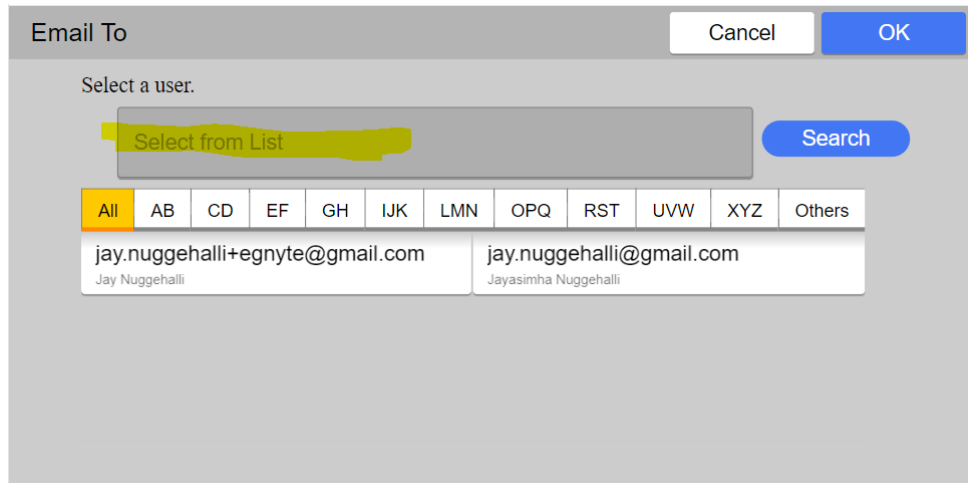 Email To Cancel OK
Select a user.
Select from List Search
All AB CD EF GH IJK LMN OPQ RST UVW XYZ Others
jay.nuggehalli+egnyte@gmail.com jay.nuggehalli@gmail.com
Jay Nuggehalli Jayasimha Nuggehalli